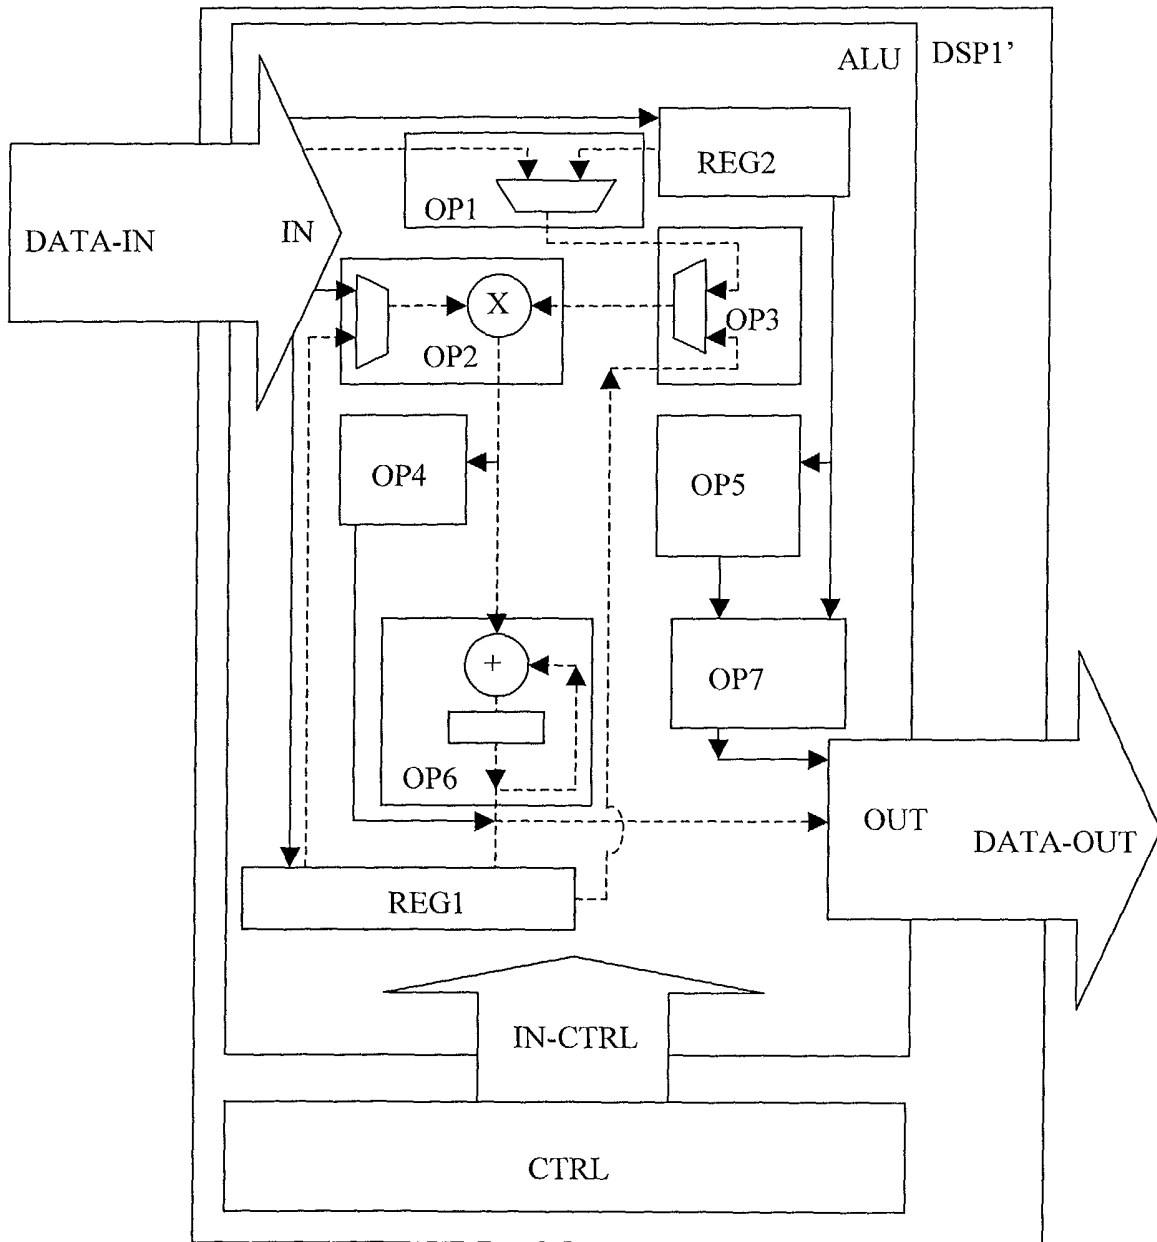 ALU
DSP1’
REG2
OP1
DATA-IN
IN
X
OP3
OP2
OP4
OP5
+
OP7
OP6
OUT
DATA-OUT
REG1
IN-CTRL
CTRL